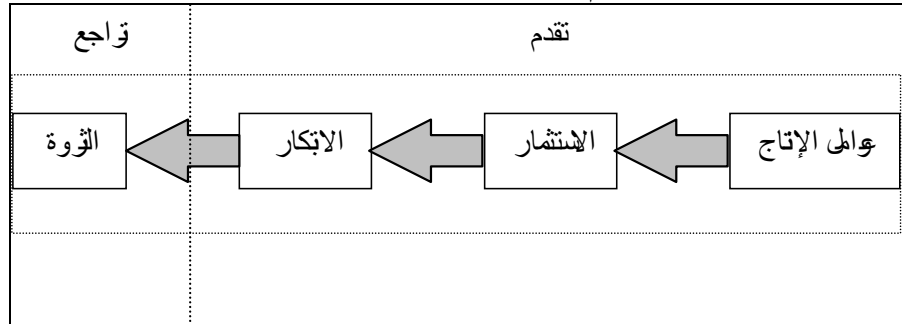 تقدم
تراجع
عوامل الإنتاج
الاستثمار
الابتكار
الثروة